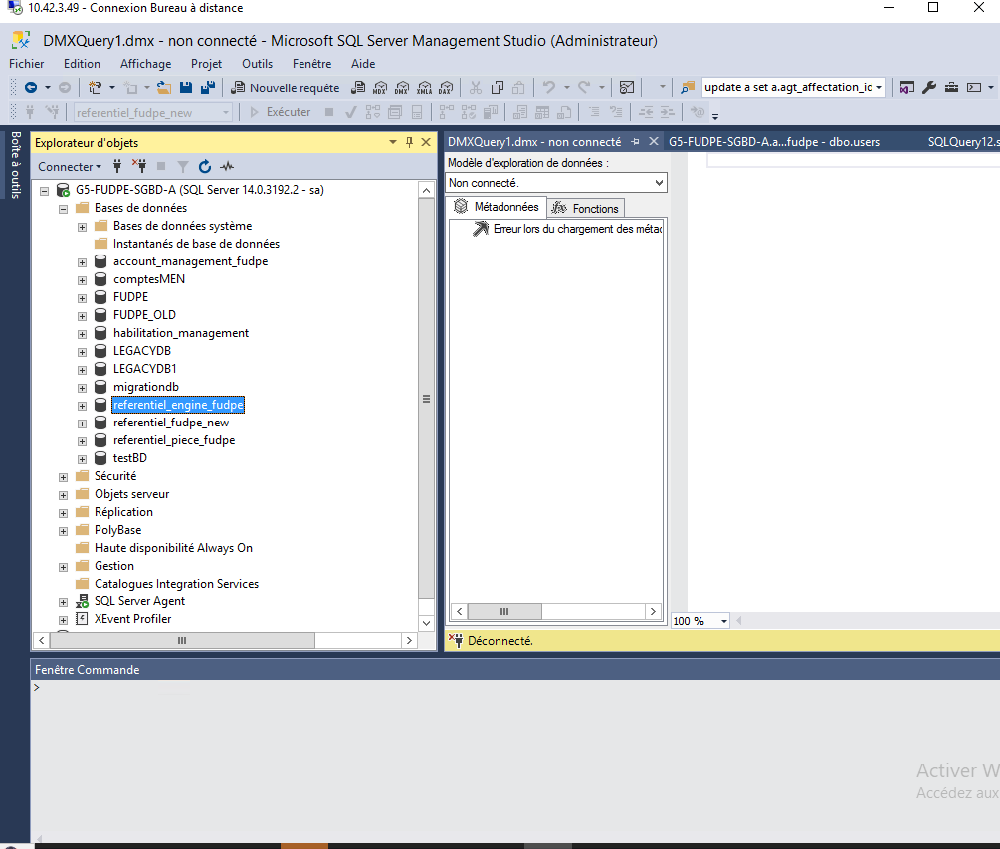 10.42.3.49 - Connexion Bureau à distance
DMXQuery1.dmx - non connecté - Microsoft SQL Server Management Studio (Administrateur)
Fichier Edition Affichage Projet Outils Fenêtre Aide
Nouvelle requête MDX DMX XMLA DAX update a set a.agt_affectation_ic
referentiel_fudpe_new Exécuter
Boîte à outils
Explorateur d'objets
Connecter
G5-FUDPE-SGBD-A (SQL Server 14.0.3192.2 - sa)
Bases de données
Bases de données système
Instantanés de base de données
account_management_fudpe
comptesMEN
FUDPE
FUDPE_OLD
habilitation_management
LEGACYDB
LEGACYDB1
migrationdb
referentiel_engine_fudpe
referentiel_fudpe_new
referentiel_piece_fudpe
testBD
Sécurité
Objets serveur
Réplication
PolyBase
Haute disponibilité Always On
Gestion
Catalogues Integration Services
SQL Server Agent
XEvent Profiler
DMXQuery1.dmx - non connecté G5-FUDPE-SGBD-A.a...fudpe - dbo.users SQLQuery12.s
Modèle d'exploration de données :
Non connecté.
Métadonnées Fonctions
Erreur lors du chargement des métac
100 %
Déconnecté.
Fenêtre Commande
>
Activer W
Accédez aux